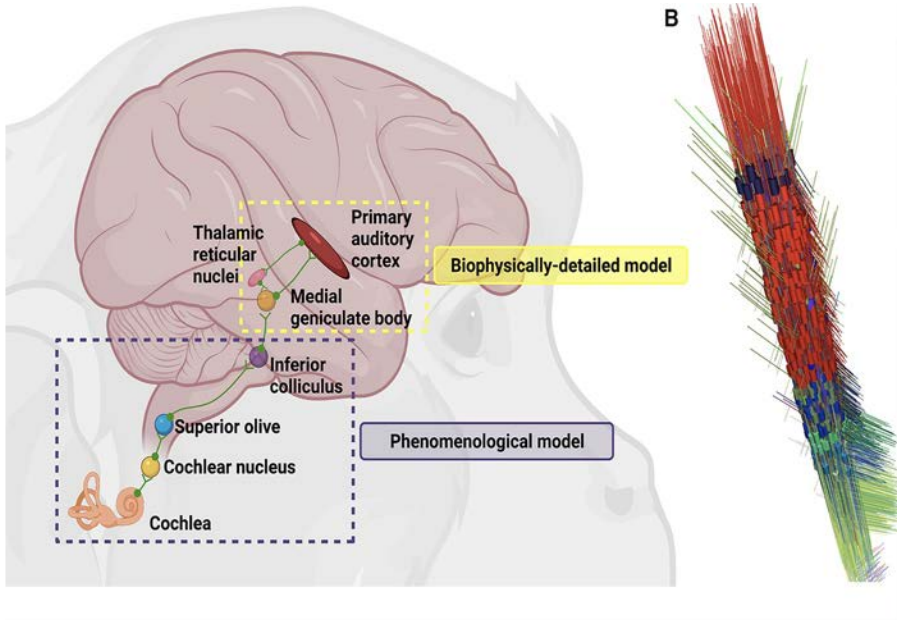 B
Primary
auditory
cortex
Thalamic
reticular
nuclei
Biophysically-detailed model
Medial
geniculate body
Inferior
colliculus
Superior olive
Phenomenological model
Cochlear nucleus
Cochlea